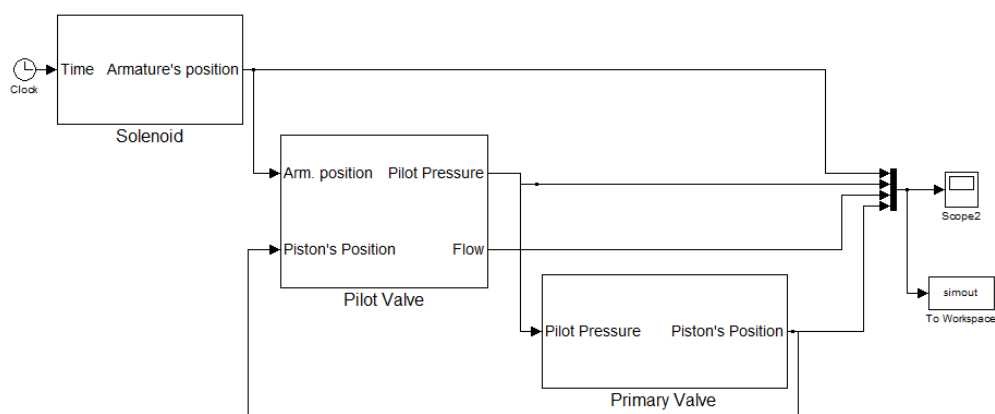 Time
Armature's position
Clock
Solenoid
Arm. position
Pilot Pressure
Piston's Position
Flow
Pilot Valve
Scope2
simout
To Workspace
Pilot Pressure
Piston's Position
Primary Valve